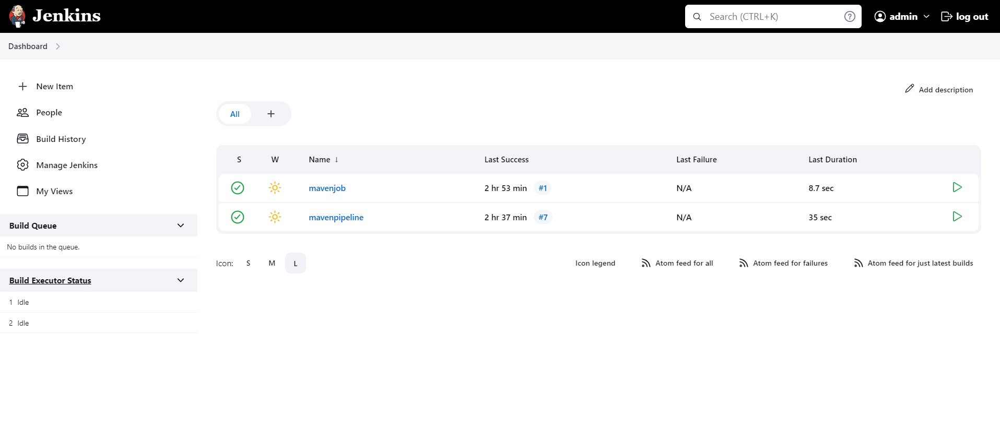 Jenkins
Search (CTRL+K)
?
admin
log out
Dashboard
New Item
People
Build History
Manage Jenkins
My Views
Build Queue
No builds in the queue.
Build Executor Status
1 Idle
2 Idle
Add description
All +
S W Name ↓ Last Success Last Failure Last Duration
mavenjob 2 hr 53 min #1 N/A 8.7 sec
mavenpipeline 2 hr 37 min #7 N/A 35 sec
Icon: S M L
Icon legend
Atom feed for all
Atom feed for failures
Atom feed for just latest builds